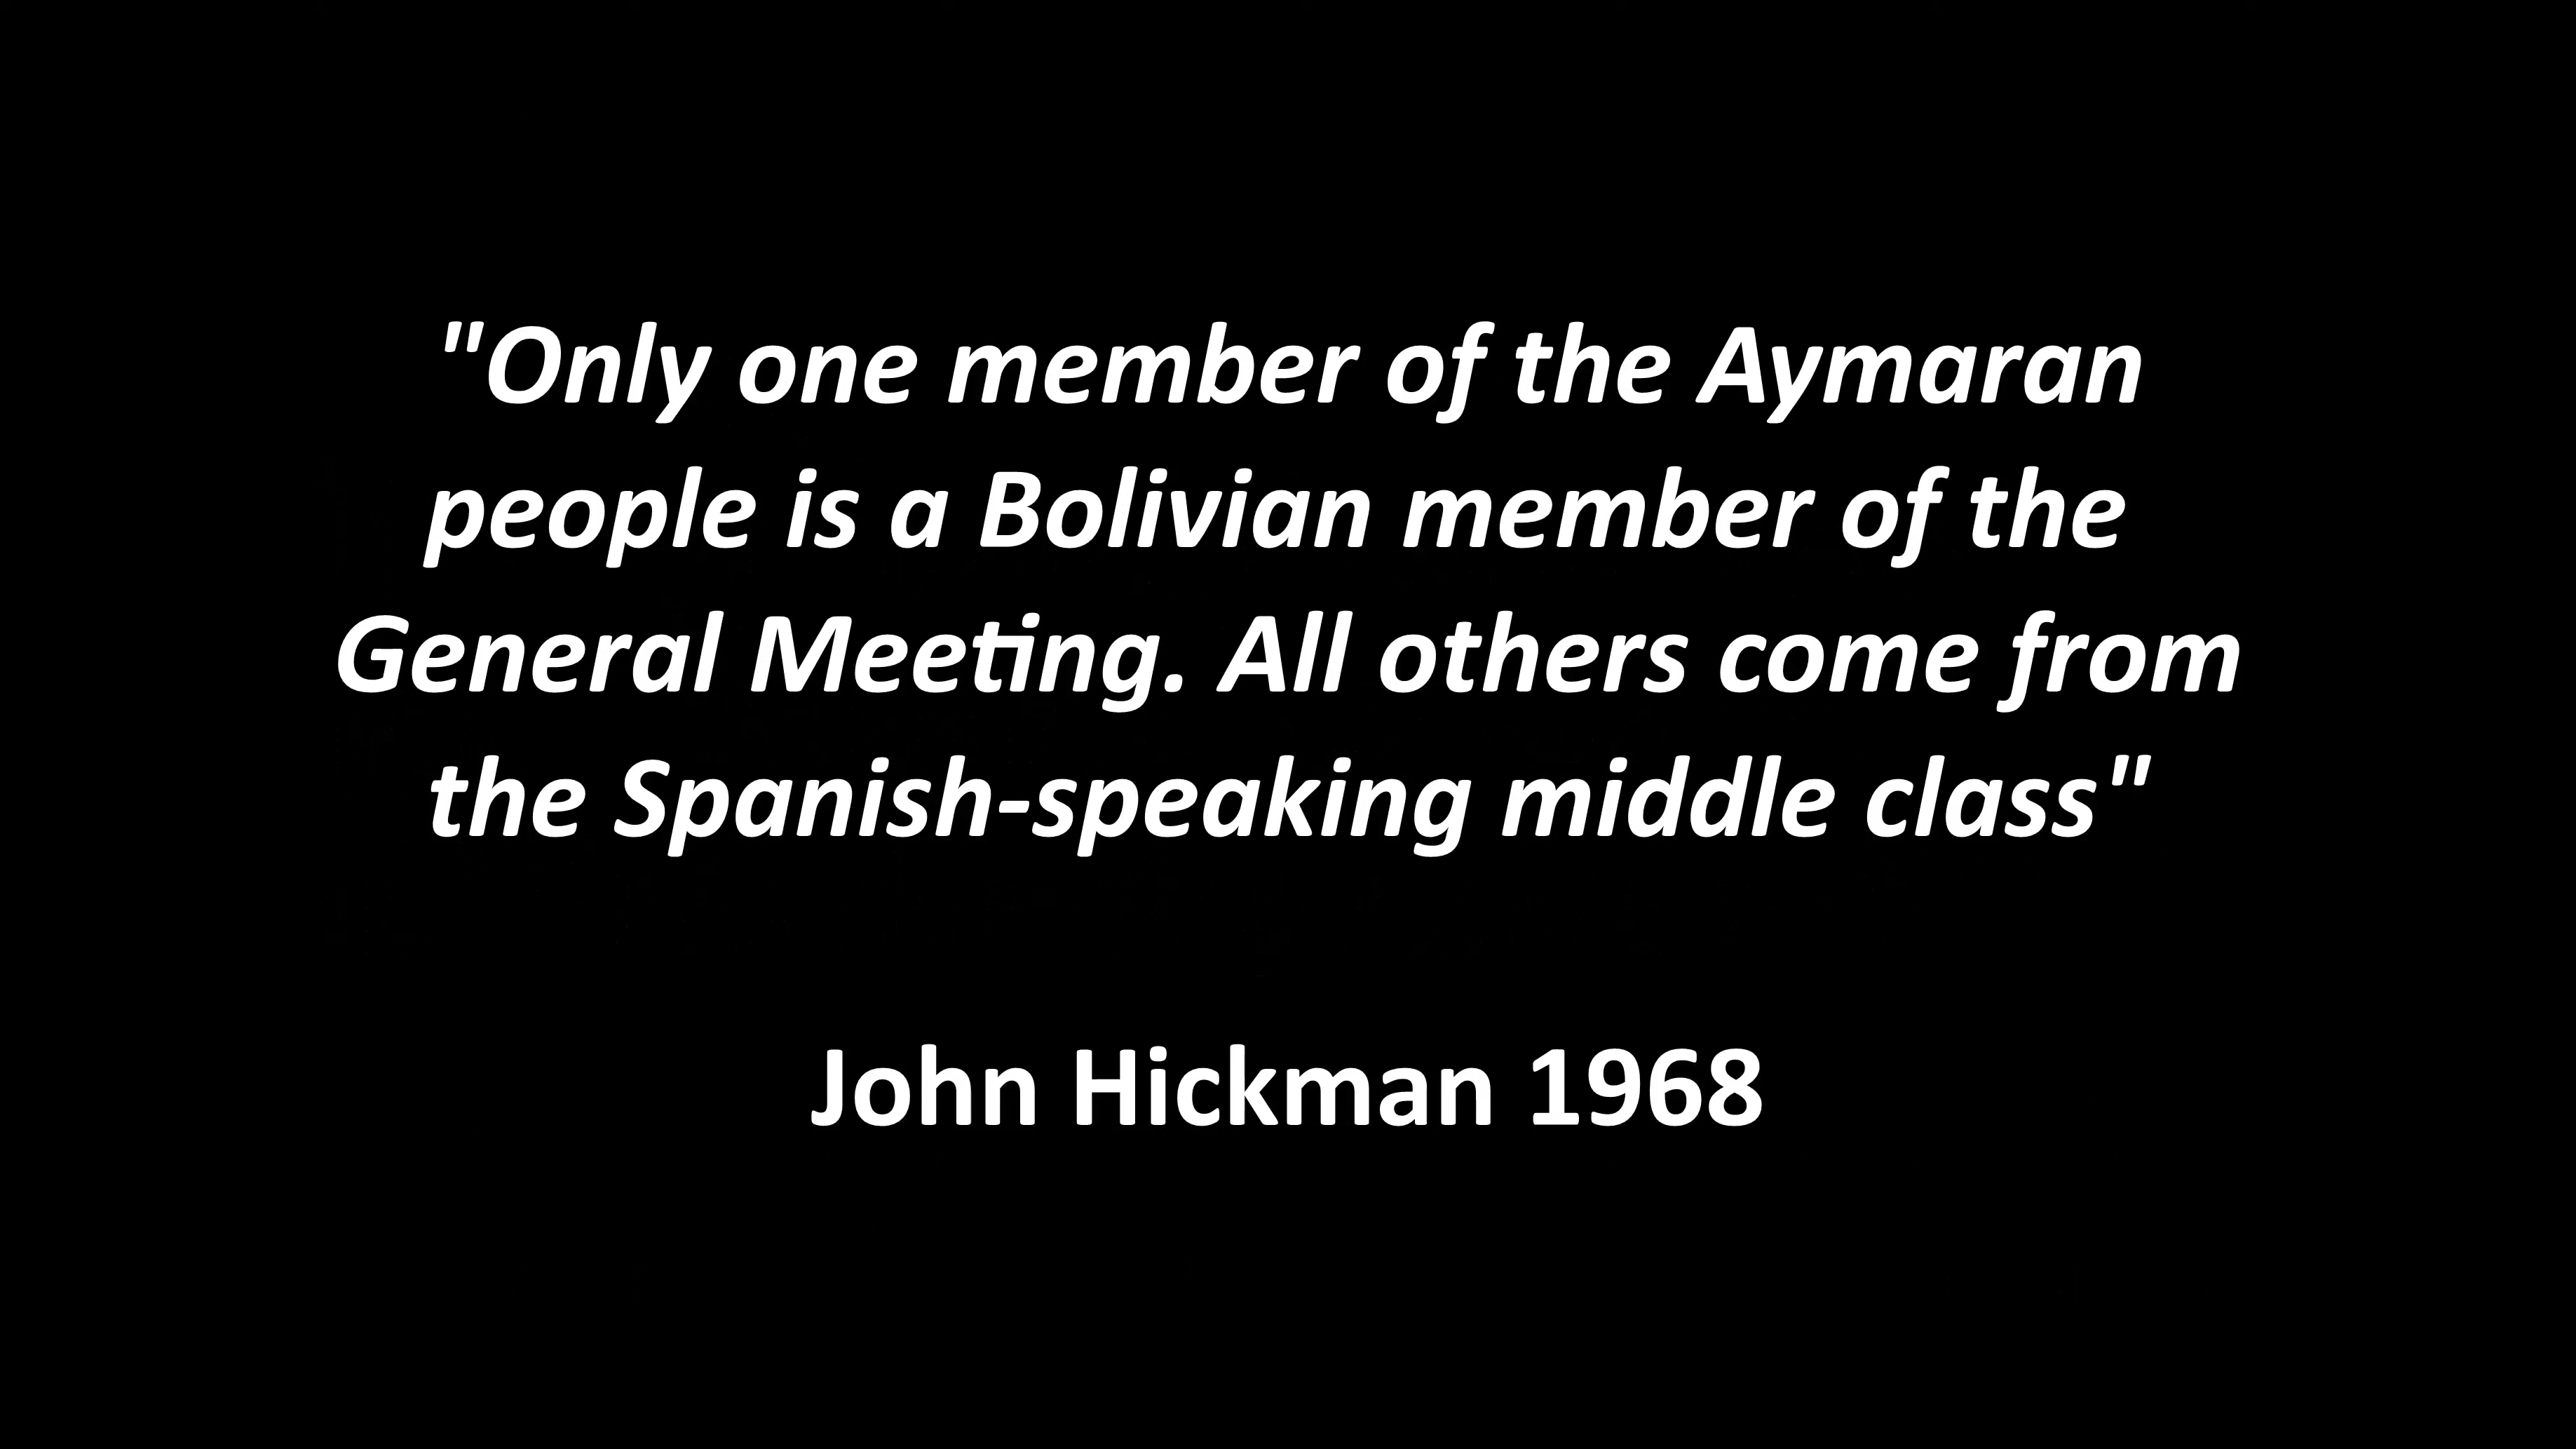 "Only one member of the Aymaran
people is a Bolivian member of the
General Meeting. All others come from
the Spanish-speaking middle class"
John Hickman 1968